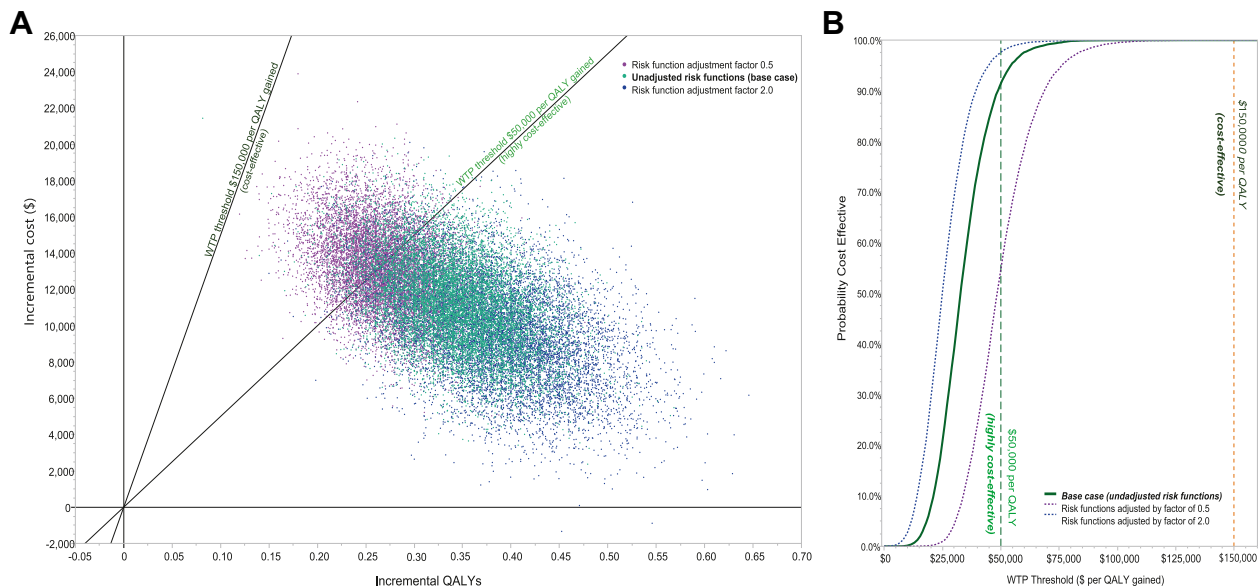 A
26,000
24,000
22,000
20,000
18,000
16,000
14,000
12,000
10,000
8,000
6,000
4,000
2,000
0
-2,000
-0.05
0
0.05
0.10
0.15
0.20
0.25
0.30
0.35
0.40
0.45
0.50
0.55
0.60
0.65
0.70
Incremental cost ($)
Incremental QALYs
WTP threshold $150,000 per QALY gained
(cost-effective)
WTP threshold $50,000 per QALY gained
(highly cost-effective)
Risk function adjustment factor 0.5
Unadjusted risk functions (base case)
Risk function adjustment factor 2.0
B
100.0%
90.0%
80.0%
70.0%
60.0%
50.0%
40.0%
30.0%
20.0%
10.0%
0.0%
$0
$25,000
$50,000
$75,000
$100,000
$125,000
$150,000
Probability Cost Effective
WTP Threshold ($ per QALY gained)
$50,000 per QALY
(highly cost-effective)
$150,0000 per QALY
(cost-effective)
Base case (undadjusted risk functions)
Risk functions adjusted by factor of 0.5
Risk functions adjusted by factor of 2.0